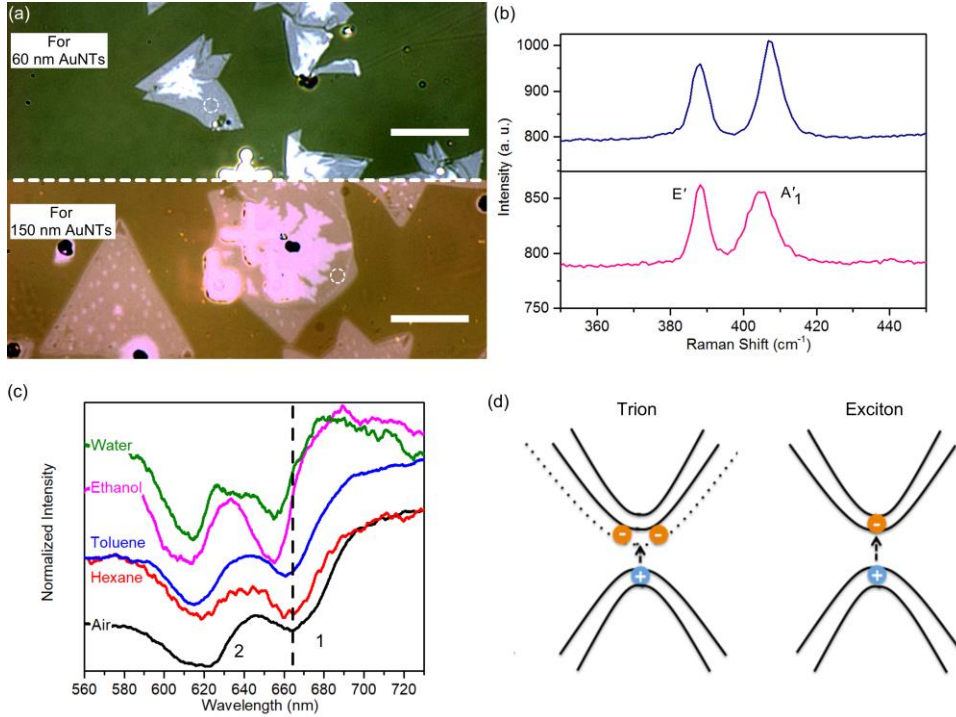 (a)
For
60 nm AuNTs
For
150 nm AuNTs
(b)
Intensity (a. u.)
1000
900
800
850
800
750
E′
A′1
360
380
400
420
440
Raman Shift (cm-1)
(c)
Normalized Intensity
Water
Ethanol
Toluene
Hexane
Air
2
1
560 580 600 620 640 660 680 700 720
Wavelength (nm)
(d)
Trion
Exciton
-
-
+
-
+